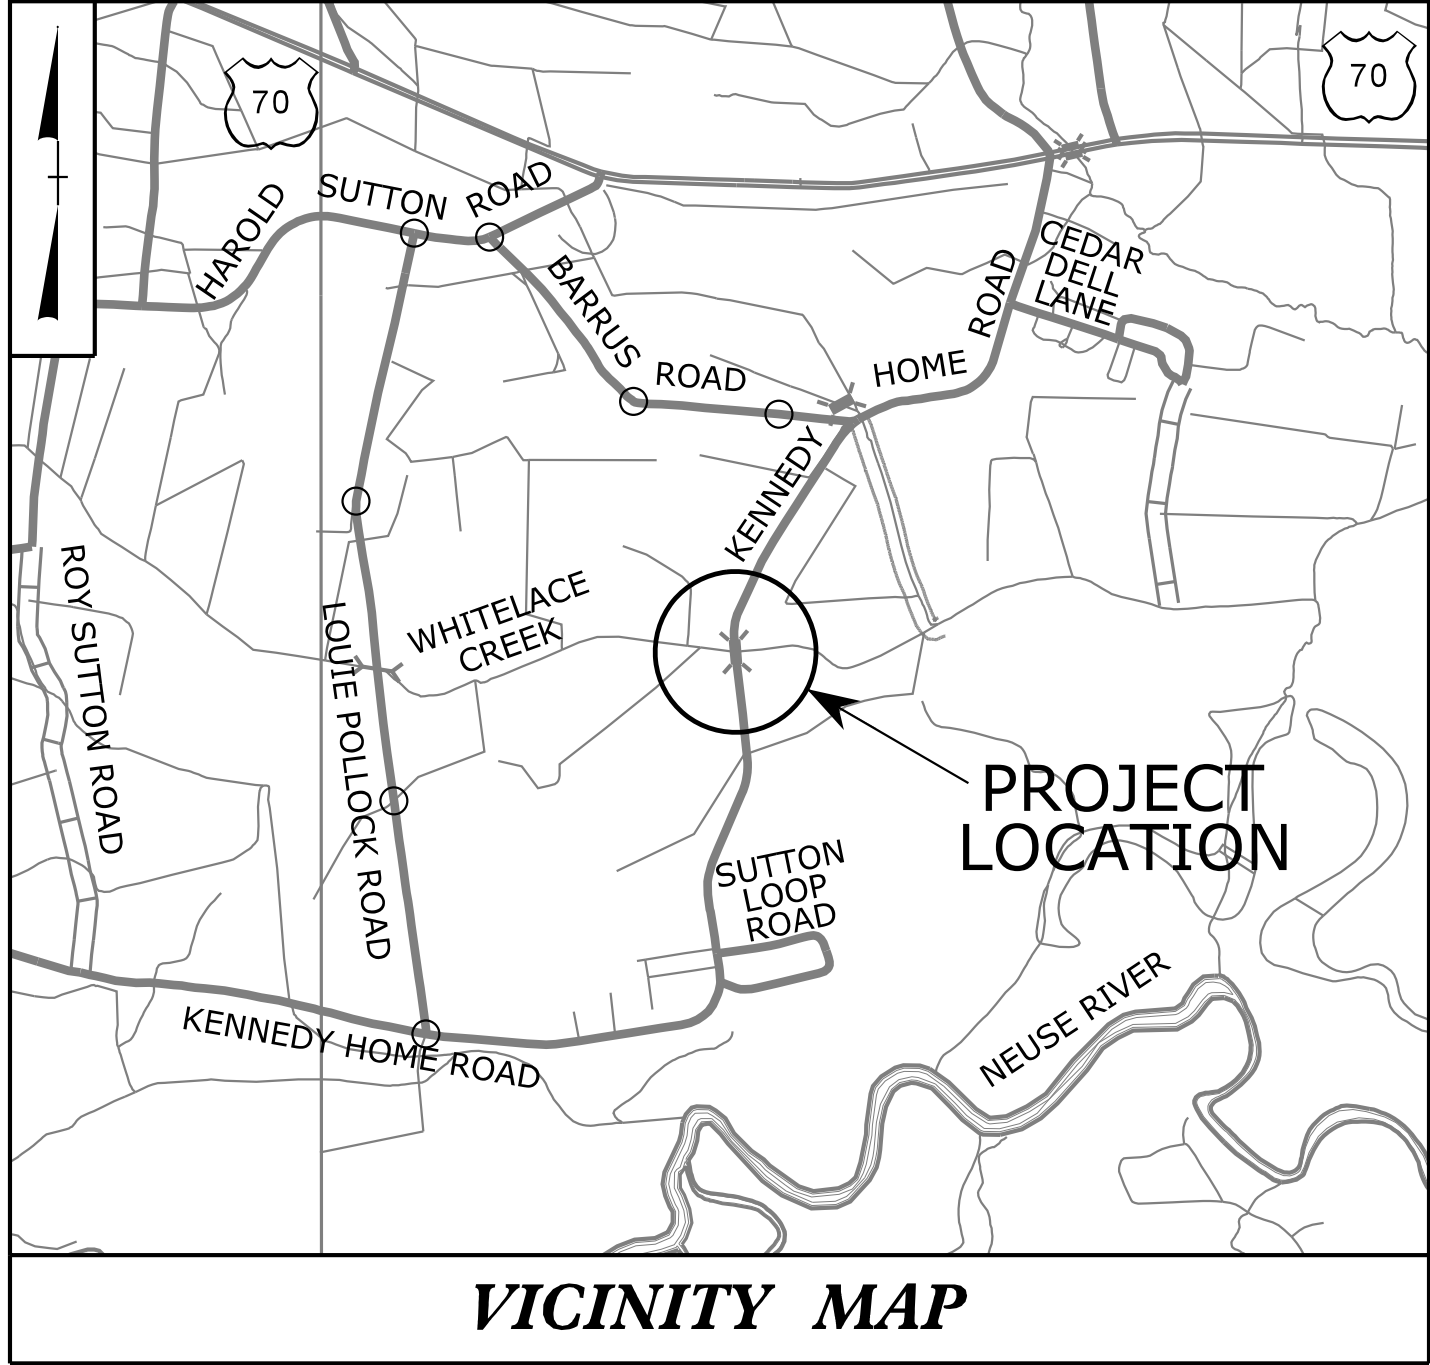 70
70
HAROLD
SUTTON
ROAD
CEDAR
DELL
LANE
BARRUS
ROAD
HOME
ROAD
KENNEDY
ROY SUTTON ROAD
WHITELACE
CREEK
LOUIE POLLOCK ROAD
PROJECT
LOCATION
SUTTON
LOOP
ROAD
NEUSE RIVER
KENNEDY HOME ROAD
VICINITY MAP